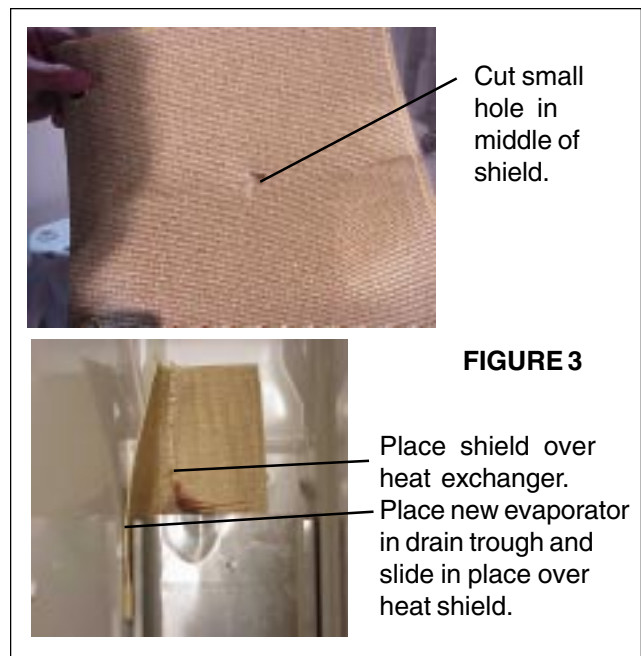 Cut small
hole in
middle of
shield.
FIGURE 3
Place shield over
heat exchanger.
Place new evaporator
in drain trough and
slide in place over
heat shield.